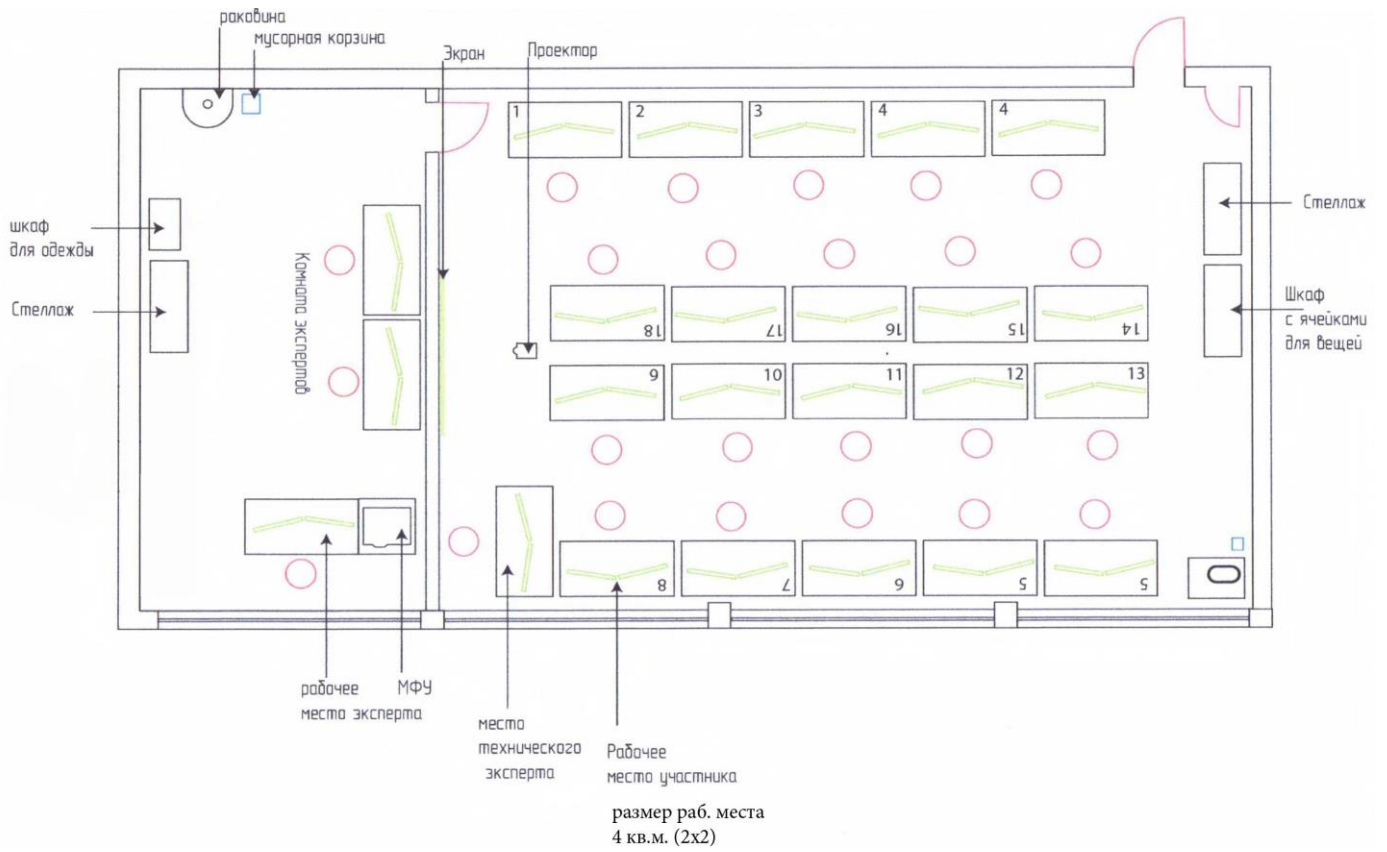 раковина
мусорная корзина
Экран
Проектор
1
2
3
4
4
шкаф
для одежды
Стеллаж
Комната экспертов
Стеллаж
Шкаф
с ячейками
для вещей
18
17
16
15
14
9
10
11
12
13
8
7
6
5
5
рабочее
место эксперта
МФУ
место
технического
эксперта
Рабочее
место участника
размер раб. места
4 кв.м. (2х2)